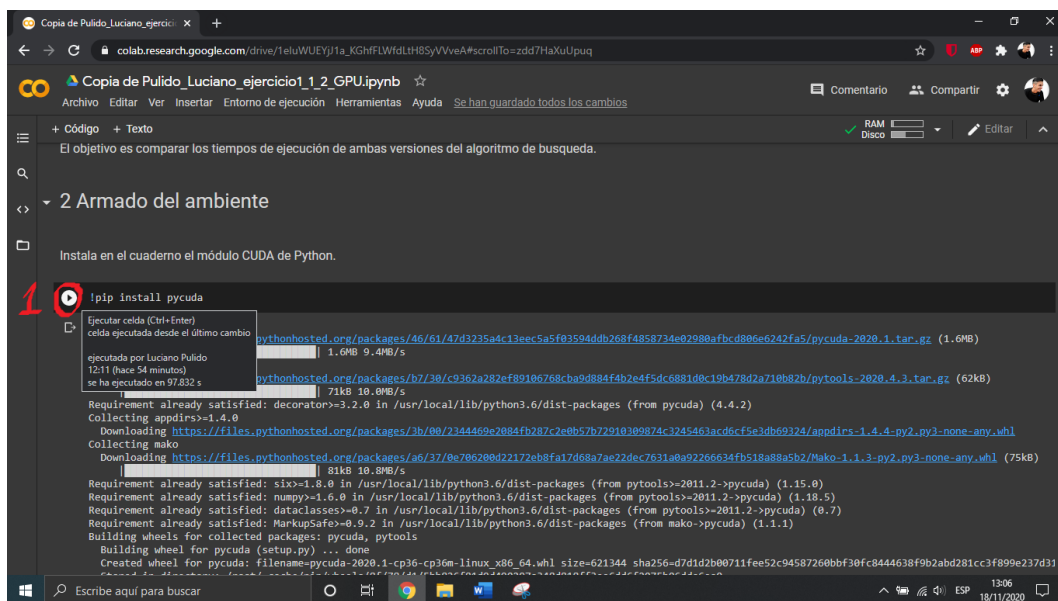 Copia de Pulido_Luciano_ejercici
colab.research.google.com/drive/1eluWUEYjJ1a_KGhfFLWfdLtH8SyVVveA#scrollTo=zdd7HaXuUpuq
ABP
Copia de Pulido_Luciano_ejercicio1_1_2_GPU.ipynb
Comentario Compartir
Archivo Editar Ver Insertar Entorno de ejecución Herramientas Ayuda Se han guardado todos los cambios
+ Código + Texto
RAM
Disco
Editar
El objetivo es comparar los tiempos de ejecución de ambas versiones del algoritmo de busqueda.
2 Armado del ambiente
Instala en el cuaderno el módulo CUDA de Python.
1
!pip install pycuda
Ejecutar celda (Ctrl+Enter)
celda ejecutada desde el último cambio
ejecutada por Luciano Pulido
12:11 (hace 54 minutos)
se ha ejecutado en 97.832 s
pythonhosted.org/packages/46/61/47d3235a4c13eec5a5f03594ddb268f4858734e02980afbcd806e6242fa5/pycuda-2020.1.tar.gz (1.6MB)
| 1.6MB 9.4MB/s
pythonhosted.org/packages/b7/30/c9362a282ef89106768cba9d884f4b2e4f5dc6881d0c19b478d2a710b82b/pytools-2020.4.3.tar.gz (62kB)
| 71kB 10.0MB/s
Requirement already satisfied: decorator>=3.2.0 in /usr/local/lib/python3.6/dist-packages (from pycuda) (4.4.2)
Collecting appdirs>=1.4.0
Downloading https://files.pythonhosted.org/packages/3b/00/2344469e2084fb287c2e0b57b72910309874c3245463acd6cf5e3db69324/appdirs-1.4.4-py2.py3-none-any.whl
Collecting mako
Downloading https://files.pythonhosted.org/packages/a6/37/0e706200d22172eb8fa17d68a7ae22dec7631a0a92266634fb518a88a5b2/Mako-1.1.3-py2.py3-none-any.whl (75kB)
| | 81kB 10.8MB/s
Requirement already satisfied: six>=1.8.0 in /usr/local/lib/python3.6/dist-packages (from pytools>=2011.2->pycuda) (1.15.0)
Requirement already satisfied: numpy>=1.6.0 in /usr/local/lib/python3.6/dist-packages (from pytools>=2011.2->pycuda) (1.18.5)
Requirement already satisfied: dataclasses>=0.7 in /usr/local/lib/python3.6/dist-packages (from pytools>=2011.2->pycuda) (0.7)
Requirement already satisfied: MarkupSafe>=0.9.2 in /usr/local/lib/python3.6/dist-packages (from mako->pycuda) (1.1.1)
Building wheels for collected packages: pycuda, pytools
Building wheel for pycuda (setup.py) ... done
Created wheel for pycuda: filename=pycuda-2020.1-cp36-cp36m-linux_x86_64.whl size=621344 sha256=d7d1d2b00711fee52c94587260bbf30fc8444638f9b2abd281cc3f899e237d31
Escribe aquí para buscar
ESP
13:06
18/11/2020